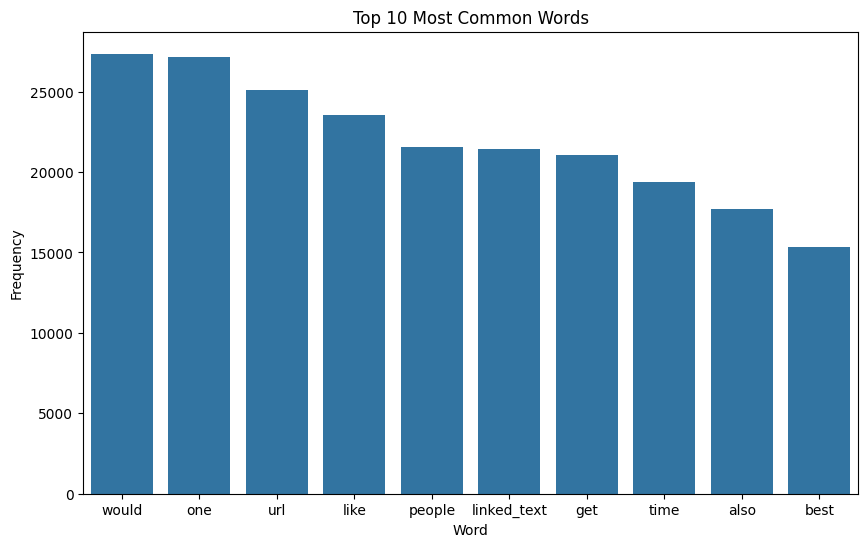 Top 10 Most Common Words
25000
20000
15000
10000
5000
0
Frequency
would one url like people linked_text get time also best
Word